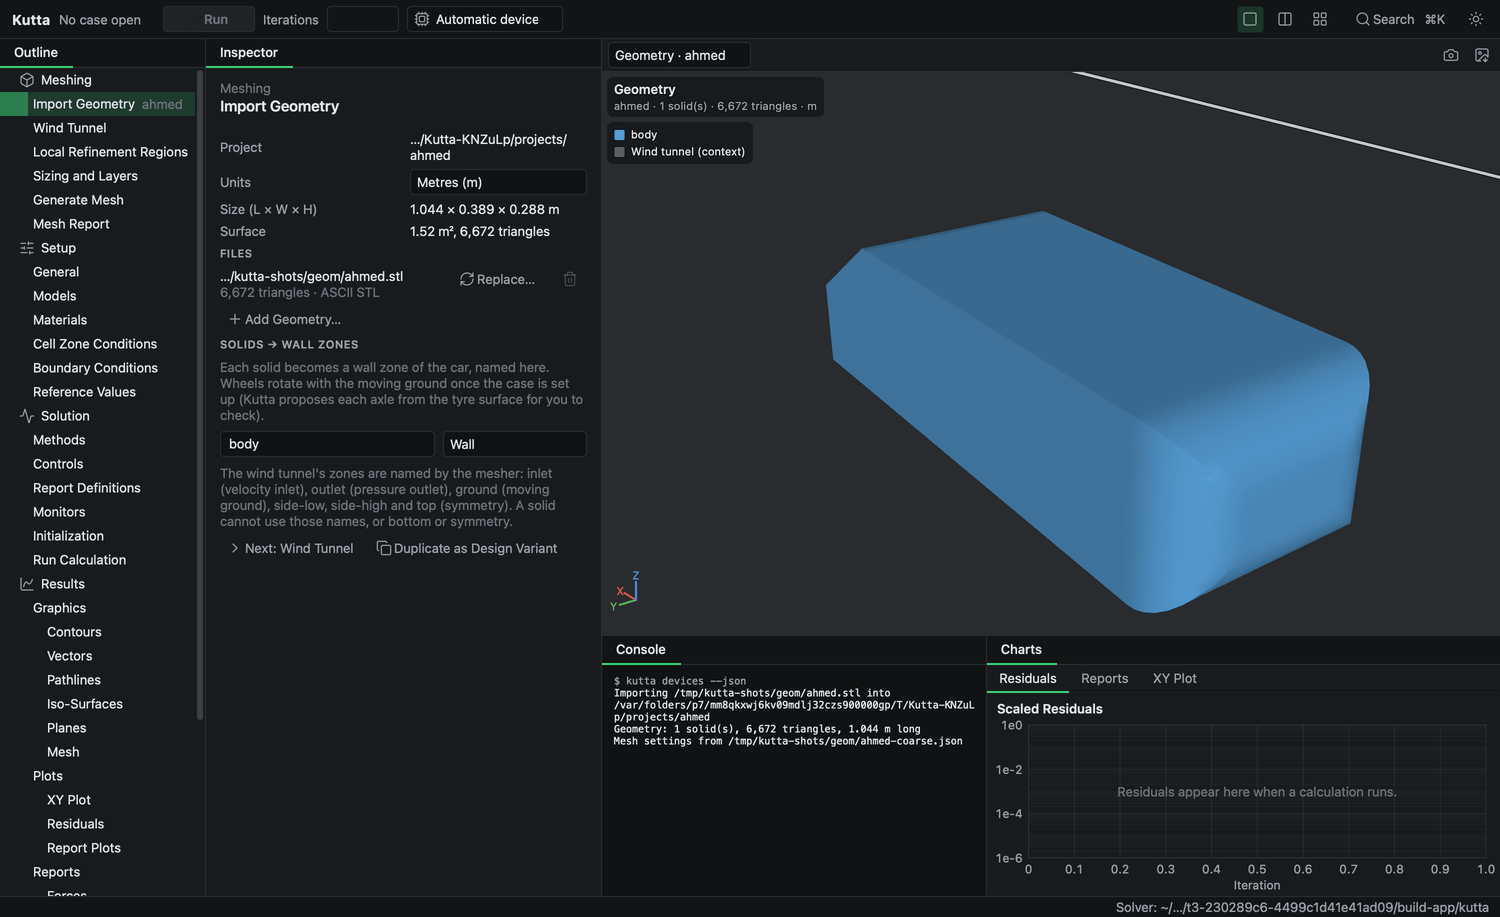 Kutta No case open Run Iterations Automatic device Search ⌘K
Outline
Meshing
Import Geometry ahmed
Wind Tunnel
Local Refinement Regions
Sizing and Layers
Generate Mesh
Mesh Report
Setup
General
Models
Materials
Cell Zone Conditions
Boundary Conditions
Reference Values
Solution
Methods
Controls
Report Definitions
Monitors
Initialization
Run Calculation
Results
Graphics
Contours
Vectors
Pathlines
Iso-Surfaces
Planes
Mesh
Plots
XY Plot
Residuals
Report Plots
Reports
Forces
Inspector
Meshing
Import Geometry
Project .../Kutta-KNZuLp/projects/
ahmed
Units Metres (m)
Size (L × W × H) 1.044 × 0.389 × 0.288 m
Surface 1.52 m², 6,672 triangles
FILES
.../kutta-shots/geom/ahmed.stl Replace...
6,672 triangles · ASCII STL
+ Add Geometry...
SOLIDS → WALL ZONES
Each solid becomes a wall zone of the car, named here.
Wheels rotate with the moving ground once the case is set
up (Kutta proposes each axle from the tyre surface for you to
check).
body Wall
The wind tunnel's zones are named by the mesher: inlet
(velocity inlet), outlet (pressure outlet), ground (moving
ground), side-low, side-high and top (symmetry). A solid
cannot use those names, or bottom or symmetry.
Next: Wind Tunnel Duplicate as Design Variant
Geometry · ahmed
Geometry
ahmed · 1 solid(s) · 6,672 triangles · m
body
Wind tunnel (context)
Z
X
Y
Console
$ kutta devices --json
Importing /tmp/kutta-shots/geom/ahmed.stl into
/var/folders/p7/mm8qkxwj6kv09mdlj32czs900000gp/T/Kutta-KNZuL
p/projects/ahmed
Geometry: 1 solid(s), 6,672 triangles, 1.044 m long
Mesh settings from /tmp/kutta-shots/geom/ahmed-coarse.json
Charts
Residuals Reports XY Plot
Scaled Residuals
1e0
1e-2
Residuals appear here when a calculation runs.
1e-4
1e-6
0 0.1 0.2 0.3 0.4 0.5 0.6 0.7 0.8 0.9 1.0
Iteration
Solver: ~/.../t3-230289c6-4499c1d41e41ad09/build-app/kutta